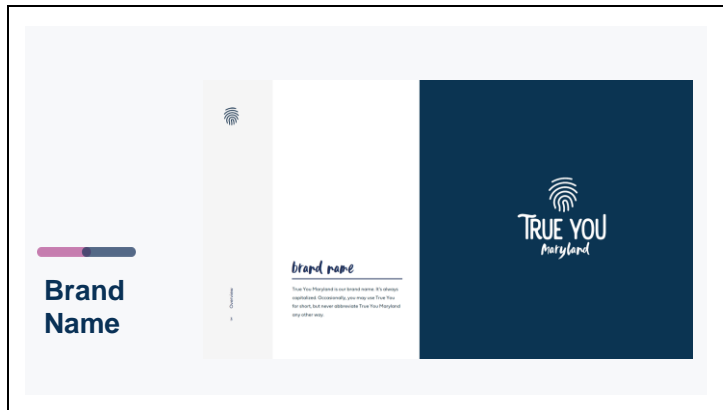 Brand
Name
Overview
brand name
True You Maryland is our brand name. It's always
capitalized. Occasionally, you may use True You
for short, but never abbreviate True You Maryland
any other way.
TRUE YOU
Maryland